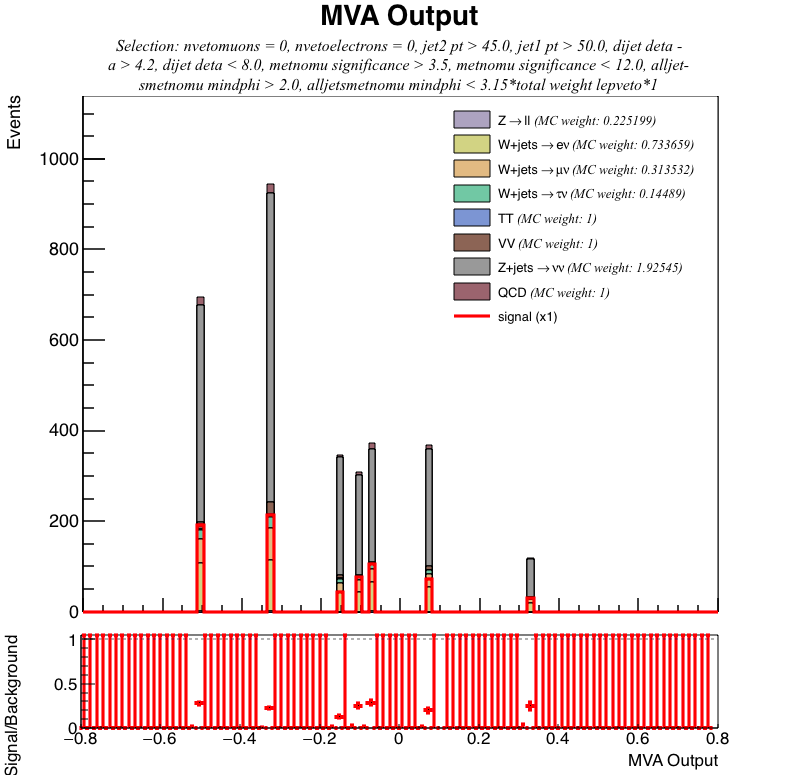 MVA Output
Selection: nvetomuons = 0, nvetoelectrons = 0, jet2 pt > 45.0, jet1 pt > 50.0, dijet deta -
a > 4.2, dijet deta < 8.0, metnomu significance > 3.5, metnomu significance < 12.0, alljet-
smetnomu mindphi > 2.0, alljetsmetnomu mindphi < 3.15*total weight lepveto*1
Events
1000
800
600
400
200
0
Z→ll (MC weight: 0.225199)
W+jets→eν (MC weight: 0.733659)
W+jets→μν (MC weight: 0.313532)
W+jets→τν (MC weight: 0.14489)
TT (MC weight: 1)
VV (MC weight: 1)
Z+jets→νν (MC weight: 1.92545)
QCD (MC weight: 1)
signal (x1)
Signal/Background
1
0.5
0
−0.8 −0.6 −0.4 −0.2 0 0.2 0.4 0.6 0.8
MVA Output